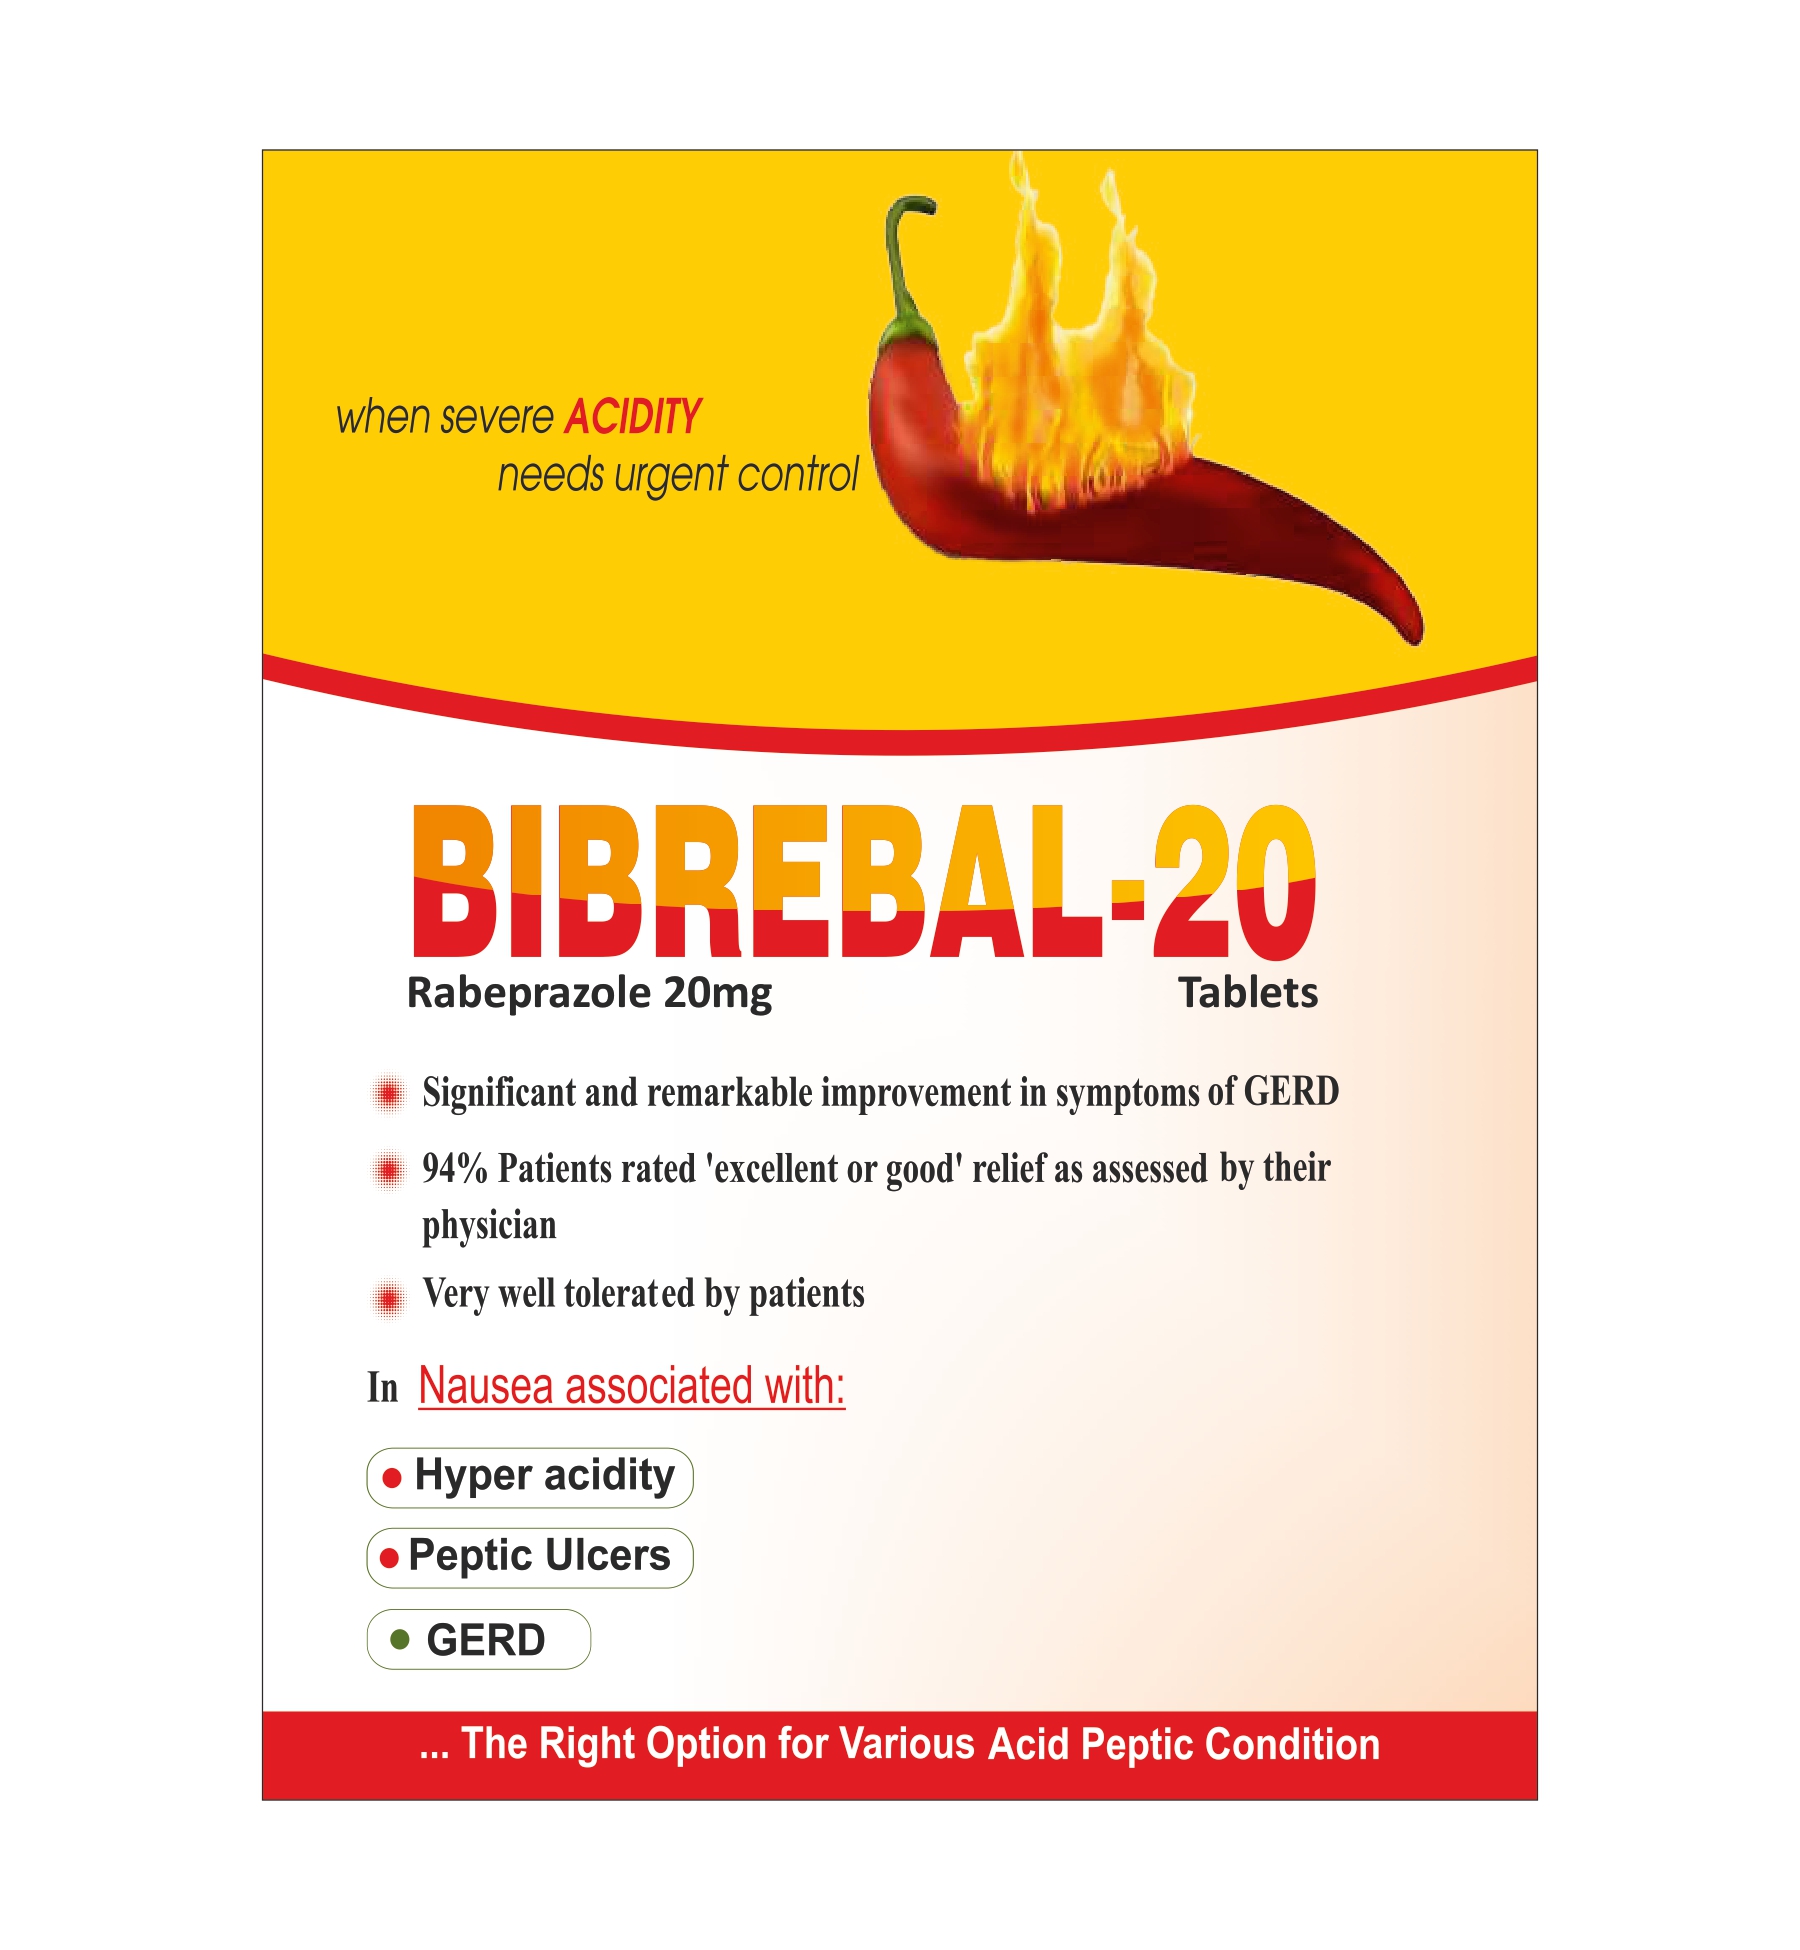 when severe ACIDITY
needs urgent control
BIBREBAL-20
Rabeprazole 20mg Tablets
Significant and remarkable improvement in symptoms of GERD
94% Patients rated 'excellent or good' relief as assessed by their
physician
Very well tolerated by patients
In Nausea associated with:
• Hyper acidity
• Peptic Ulcers
• GERD
... The Right Option for Various Acid Peptic Condition